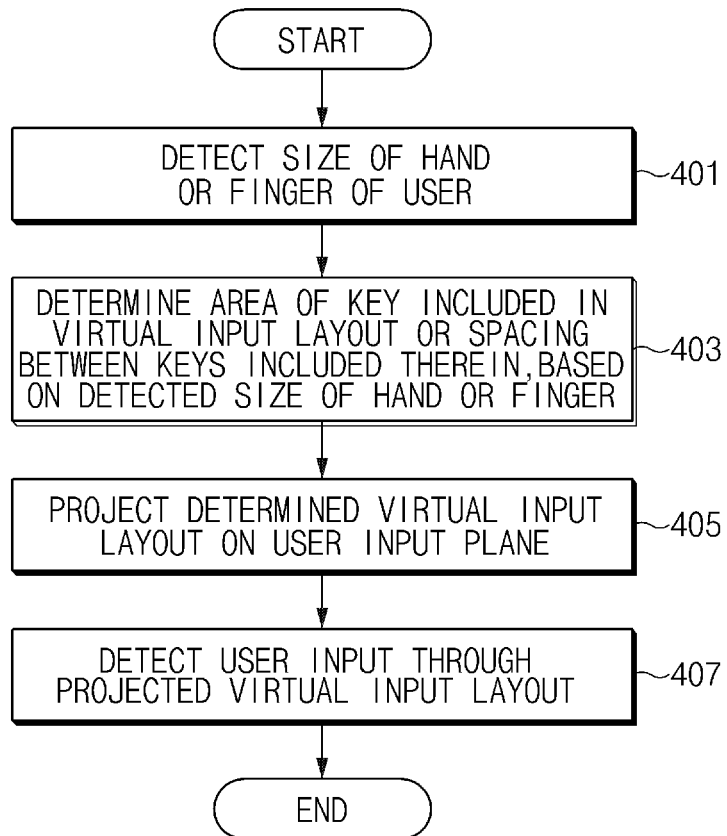 START
DETECT SIZE OF HAND
OR FINGER OF USER
401
DETERMINE AREA OF KEY INCLUDED IN
VIRTUAL INPUT LAYOUT OR SPACING
BETWEEN KEYS INCLUDED THEREIN,BASED
ON DETECTED SIZE OF HAND OR FINGER
403
PROJECT DETERMINED VIRTUAL INPUT
LAYOUT ON USER INPUT PLANE
405
DETECT USER INPUT THROUGH
PROJECTED VIRTUAL INPUT LAYOUT
407
END